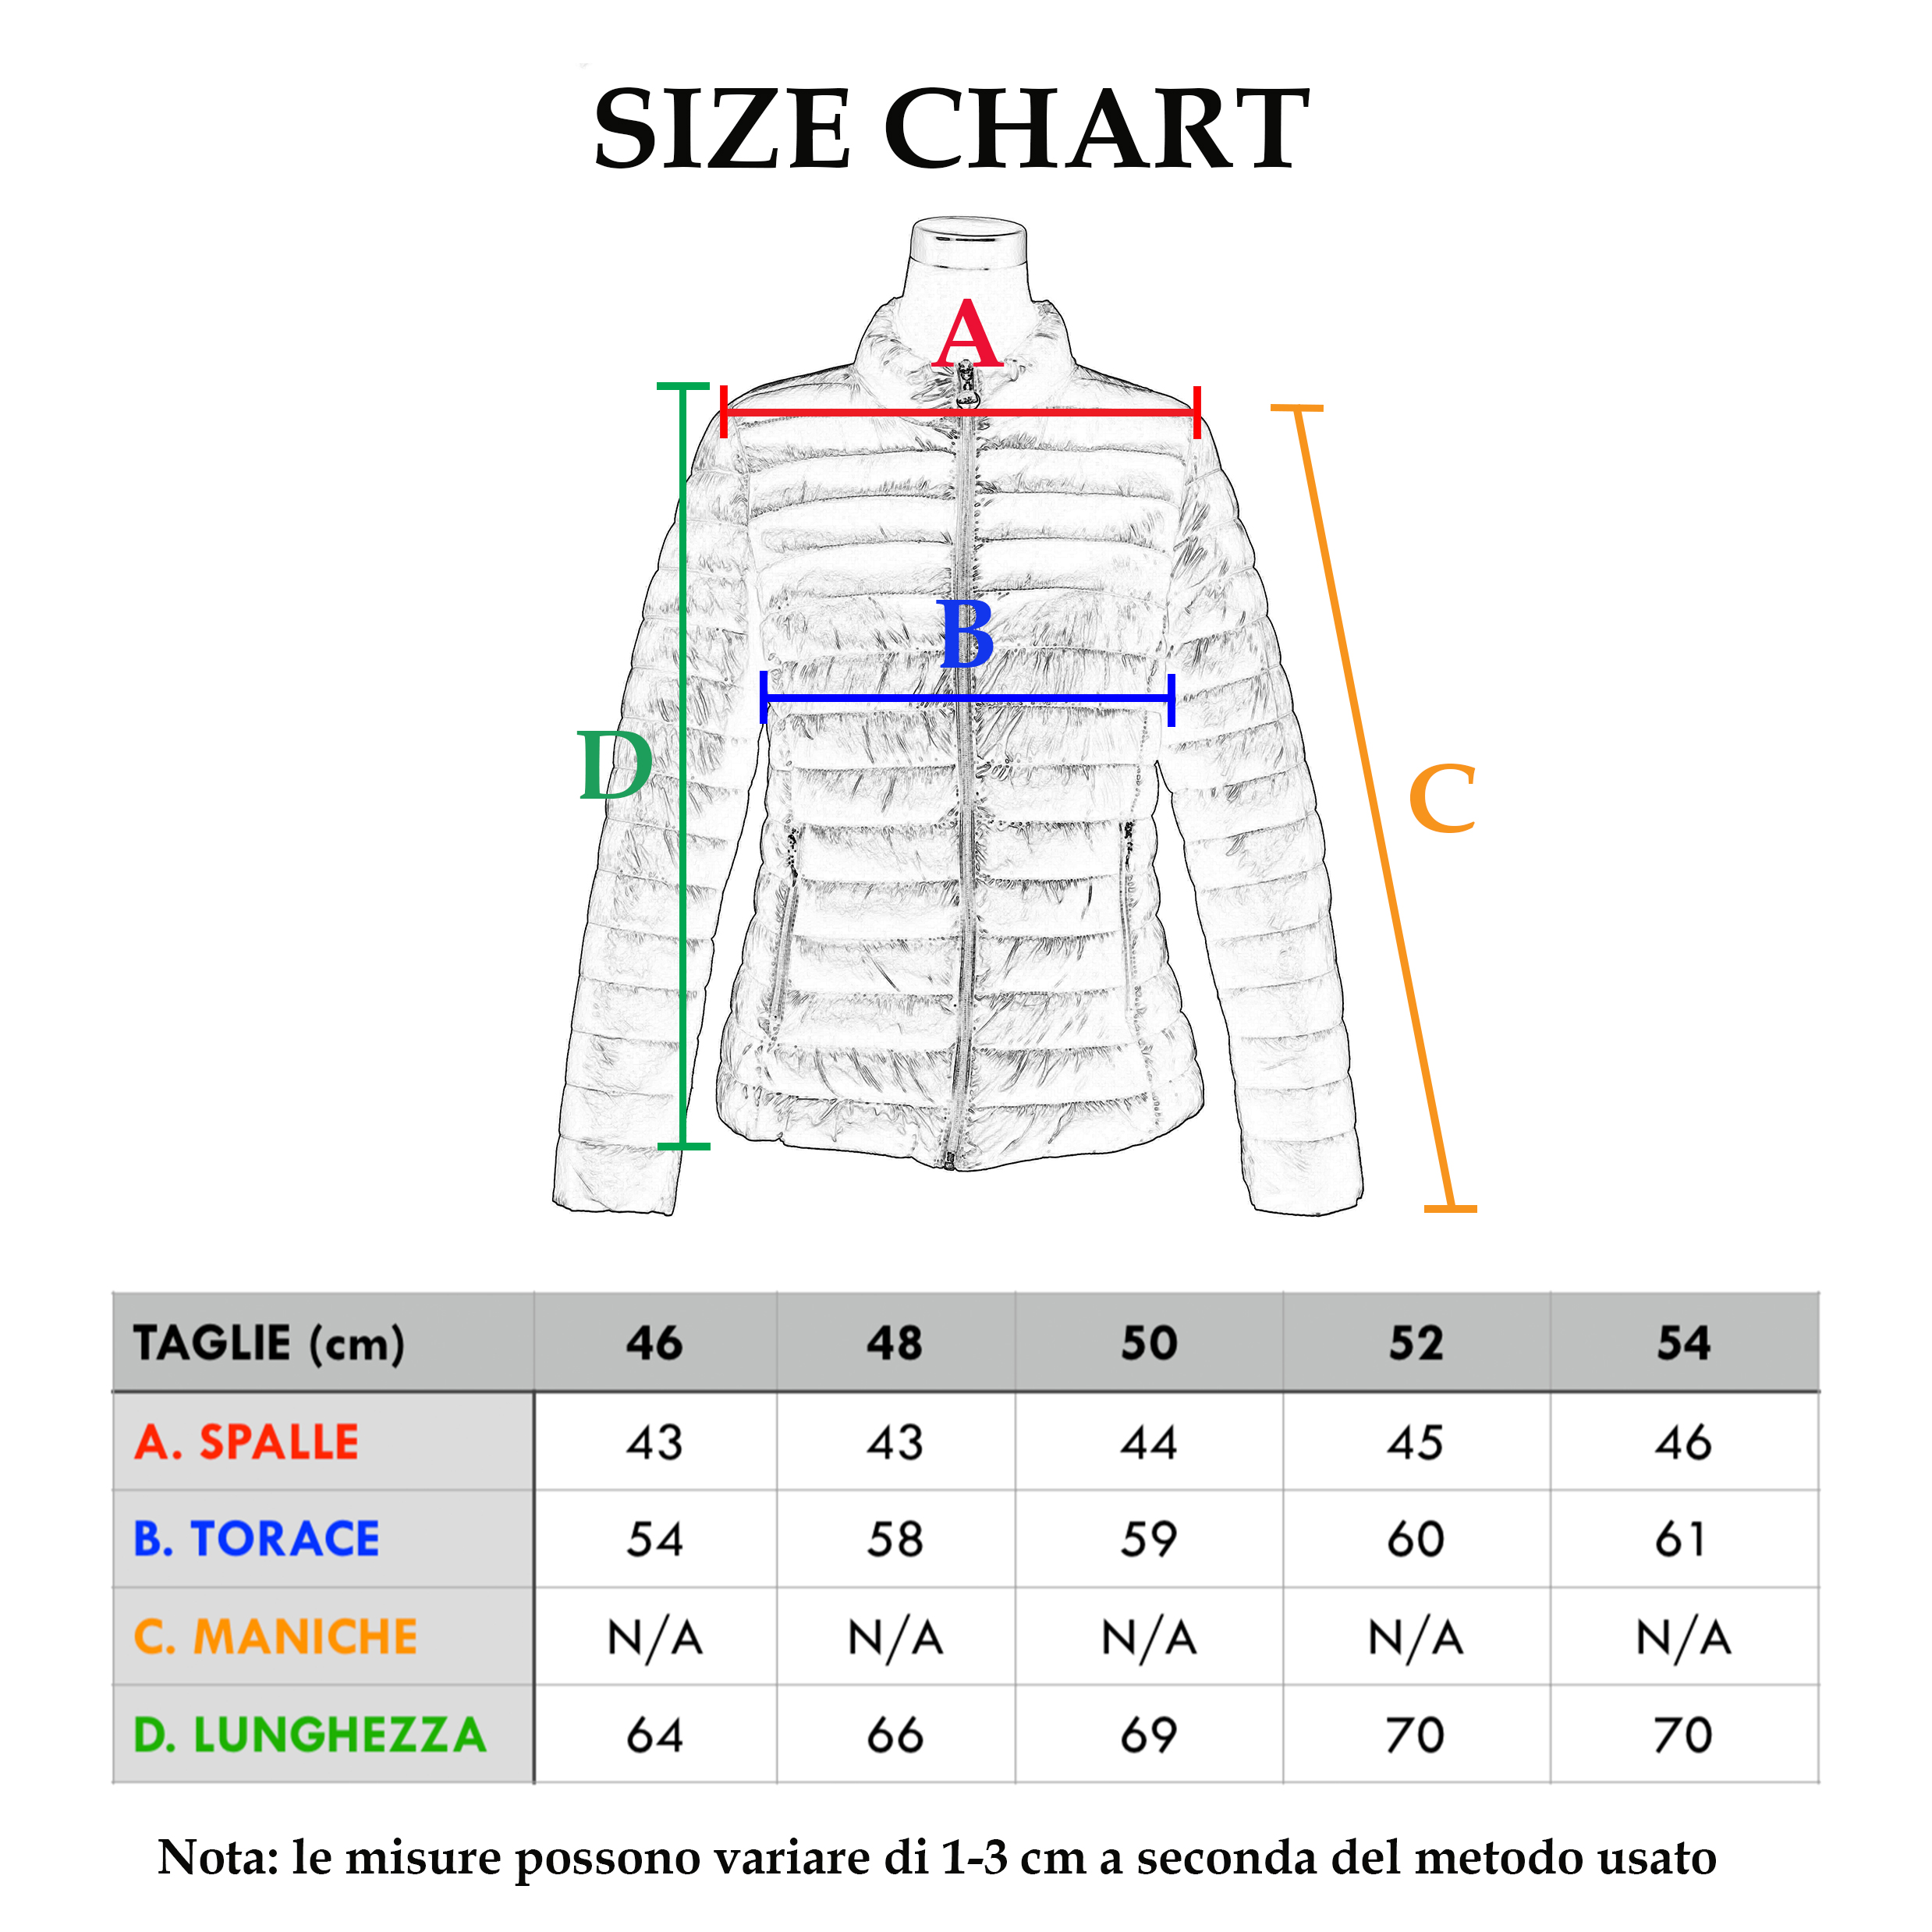 SIZE CHART
A
B
D
C
TAGLIE (cm) 46 48 50 52 54
A. SPALLE 43 43 44 45 46
B. TORACE 54 58 59 60 61
C. MANICHE N/A N/A N/A N/A N/A
D. LUNGHEZZA 64 66 69 70 70
Nota: le misure possono variare di 1-3 cm a seconda del metodo usato